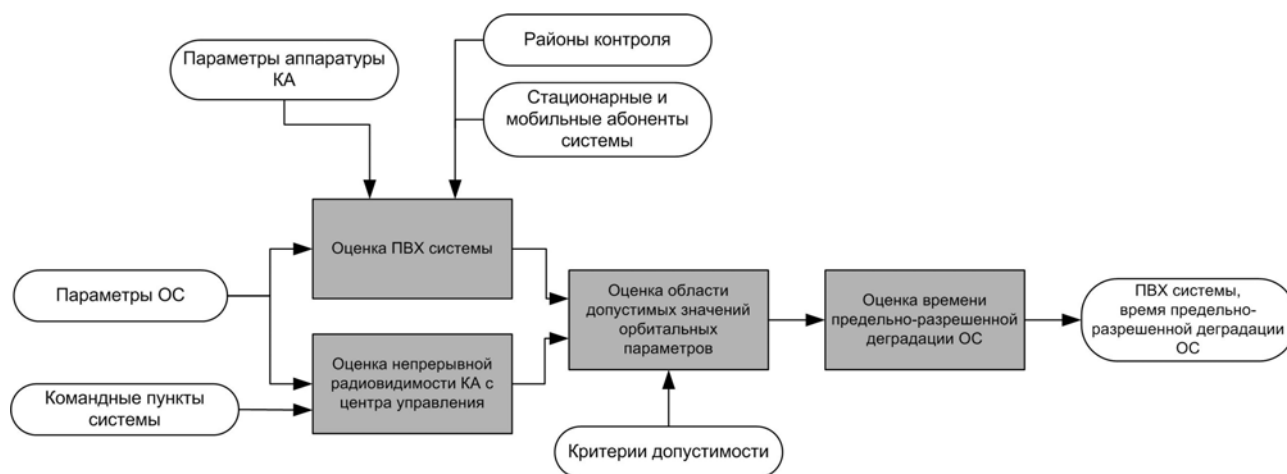 Районы контроля
Параметры аппаратуры
КА
Стационарные и
мобильные абоненты
системы
Оценка ПВХ системы
Параметры ОС
Оценка области
допустимых значений
орбитальных
параметров
Оценка времени
предельно-разрешенной
деградации ОС
ПВХ системы,
время предельно-
разрешенной деградации
ОС
Оценка непрерывной
радиовидимости КА с
центра управления
Командные пункты
системы
Критерии допустимости